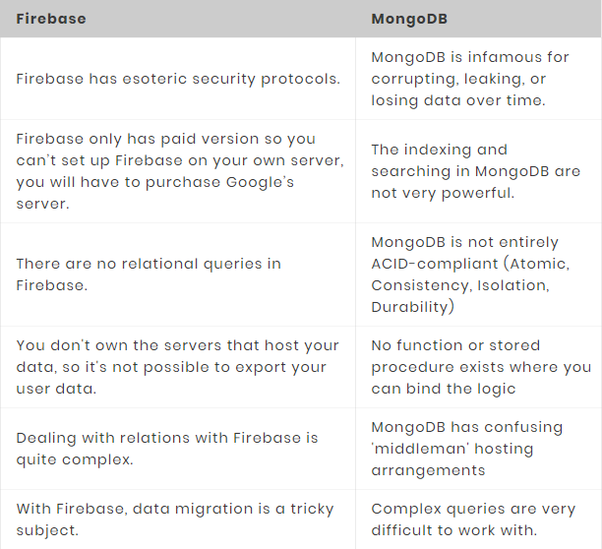 Firebase
MongoDB
Firebase has esoteric security protocols.
MongoDB is infamous for
corrupting, leaking, or
losing data over time.
Firebase only has paid version so you
can't set up Firebase on your own server,
you will have to purchase Google's
server.
The indexing and
searching in MongoDB are
not very powerful.
There are no relational queries in
Firebase.
MongoDB is not entirely
ACID-compliant (Atomic,
Consistency, Isolation,
Durability)
You don't own the servers that host your
data, so it's not possible to export your
user data.
No function or stored
procedure exists where you
can bind the logic
Dealing with relations with Firebase is
quite complex.
MongoDB has confusing
'middleman' hosting
arrangements
With Firebase, data migration is a tricky
subject.
Complex queries are very
difficult to work with.